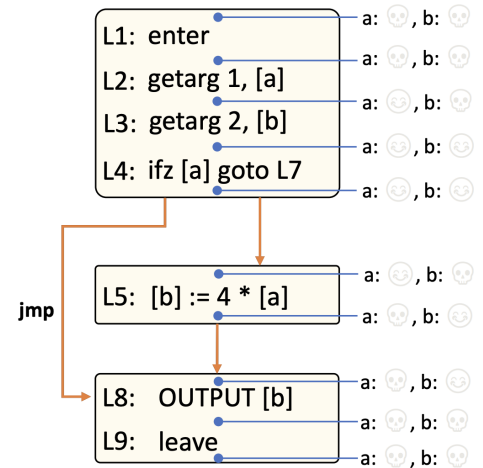 a: 💀, b: 💀
L1: enter
a: 💀, b: 💀
L2: getarg 1, [a]
a: 😊, b: 💀
L3: getarg 2, [b]
a: 😊, b: 😊
L4: ifz [a] goto L7
a: 😊, b: 😊
jmp
a: 😊, b: 💀
L5: [b] := 4 * [a]
a: 💀, b: 😊
a: 💀, b: 😊
L8: OUTPUT [b]
a: 💀, b: 💀
L9: leave
a: 💀, b: 💀